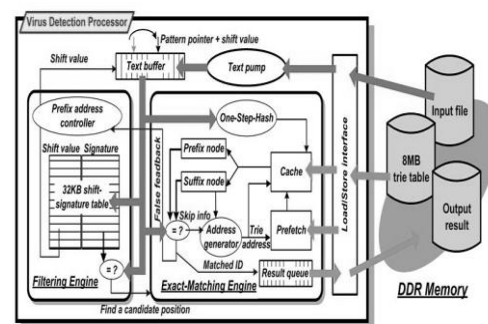 Virus Detection Processor
Pattern pointer + shift value
Shift value
Text buffer
Text pump
Prefix address
controller
One-Step-Hash
Input file
Shift value Signature
Prefix node
Cache
8MB
trie table
32KB shift-
signature table
False feadback
Suffix node
Load/Store interface
Skip info
= ?
Address
generator
Trie
address
Prefetch
Output
result
= ?
Matched ID
Result queue
Filtering Engine
Exact-Matching Engine
DDR Memory
Find a candidate position